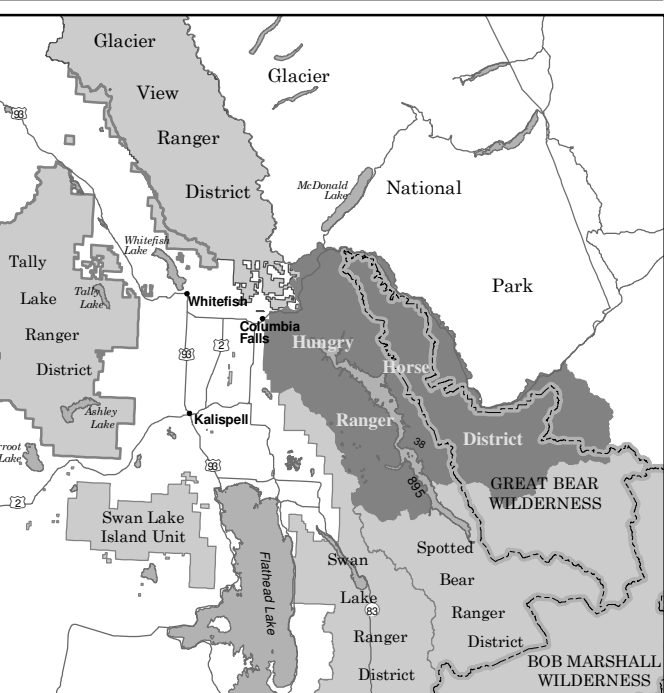 Glacier
View
Ranger
District
Glacier
National
Park
McDonald
Lake
93
Whitefish
Lake
Tally
Lake
Ranger
District
Tally
Lake
Whitefish
Columbia
Falls
Hungry
Horse
Ranger
District
93
2
Ashley
Lake
Kalispell
Lake
93
2
38
895
GREAT BEAR
WILDERNESS
Swan Lake
Island Unit
Flathead Lake
Swan
Lake
83
Ranger
District
Spotted
Bear
Ranger
District
BOB MARSHALL
WILDERNESS